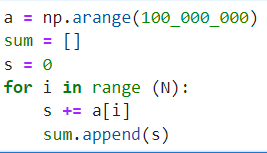 a = np.arange(100_000_000)
sum = []
s = 0
for i in range (N):
    s += a[i]
    sum.append(s)